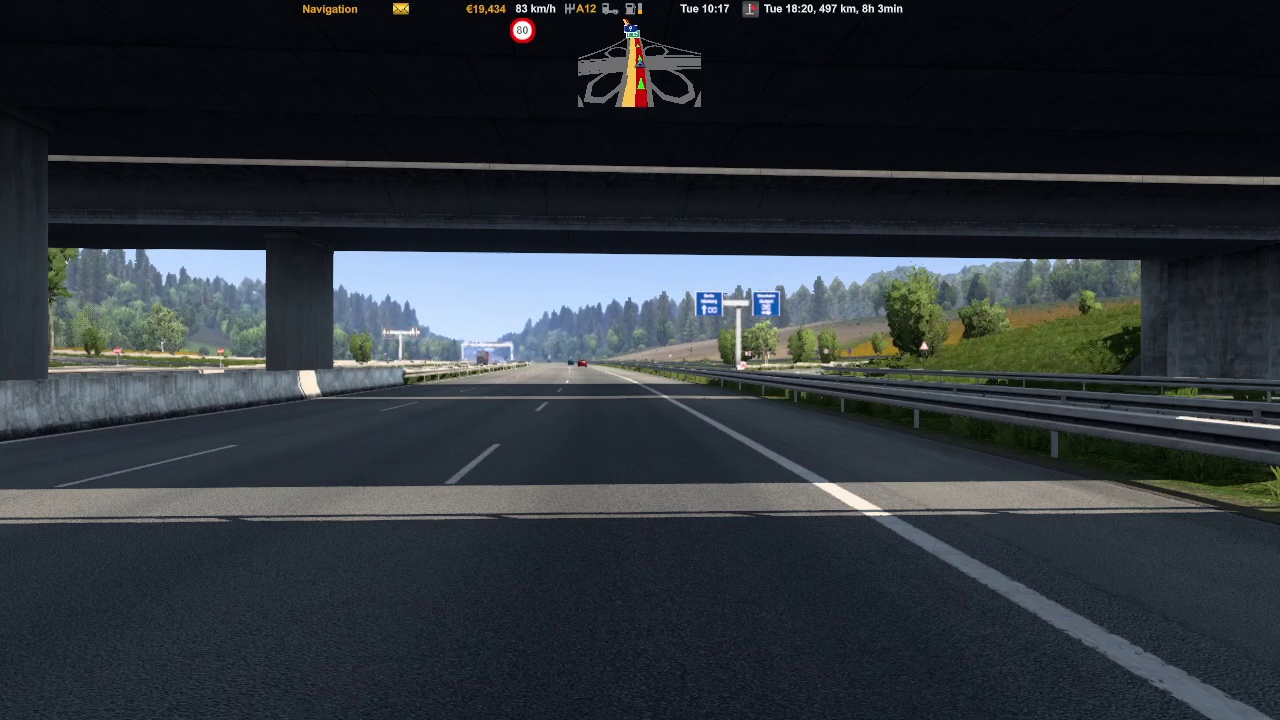 Navigation
€19,434 83 km/h A12
Tue 10:17
Tue 18:20, 497 km, 8h 3min
80